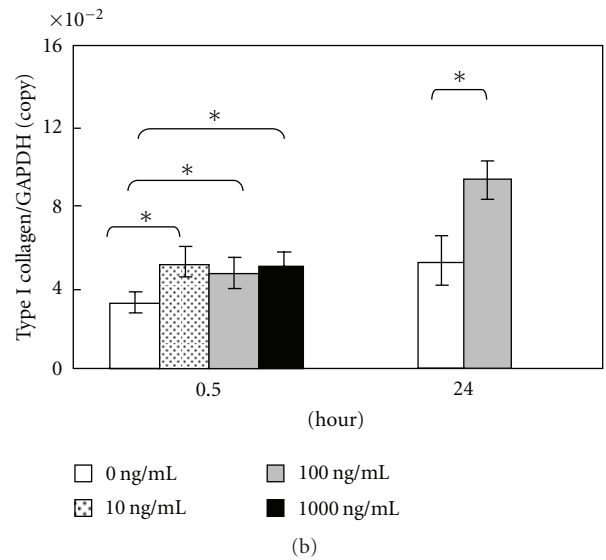 ×10⁻²
16
12
8
4
0
Type I collagen/GAPDH (copy)
* * * *
0.5 24
(hour)
0 ng/mL 100 ng/mL
10 ng/mL 1000 ng/mL
(b)